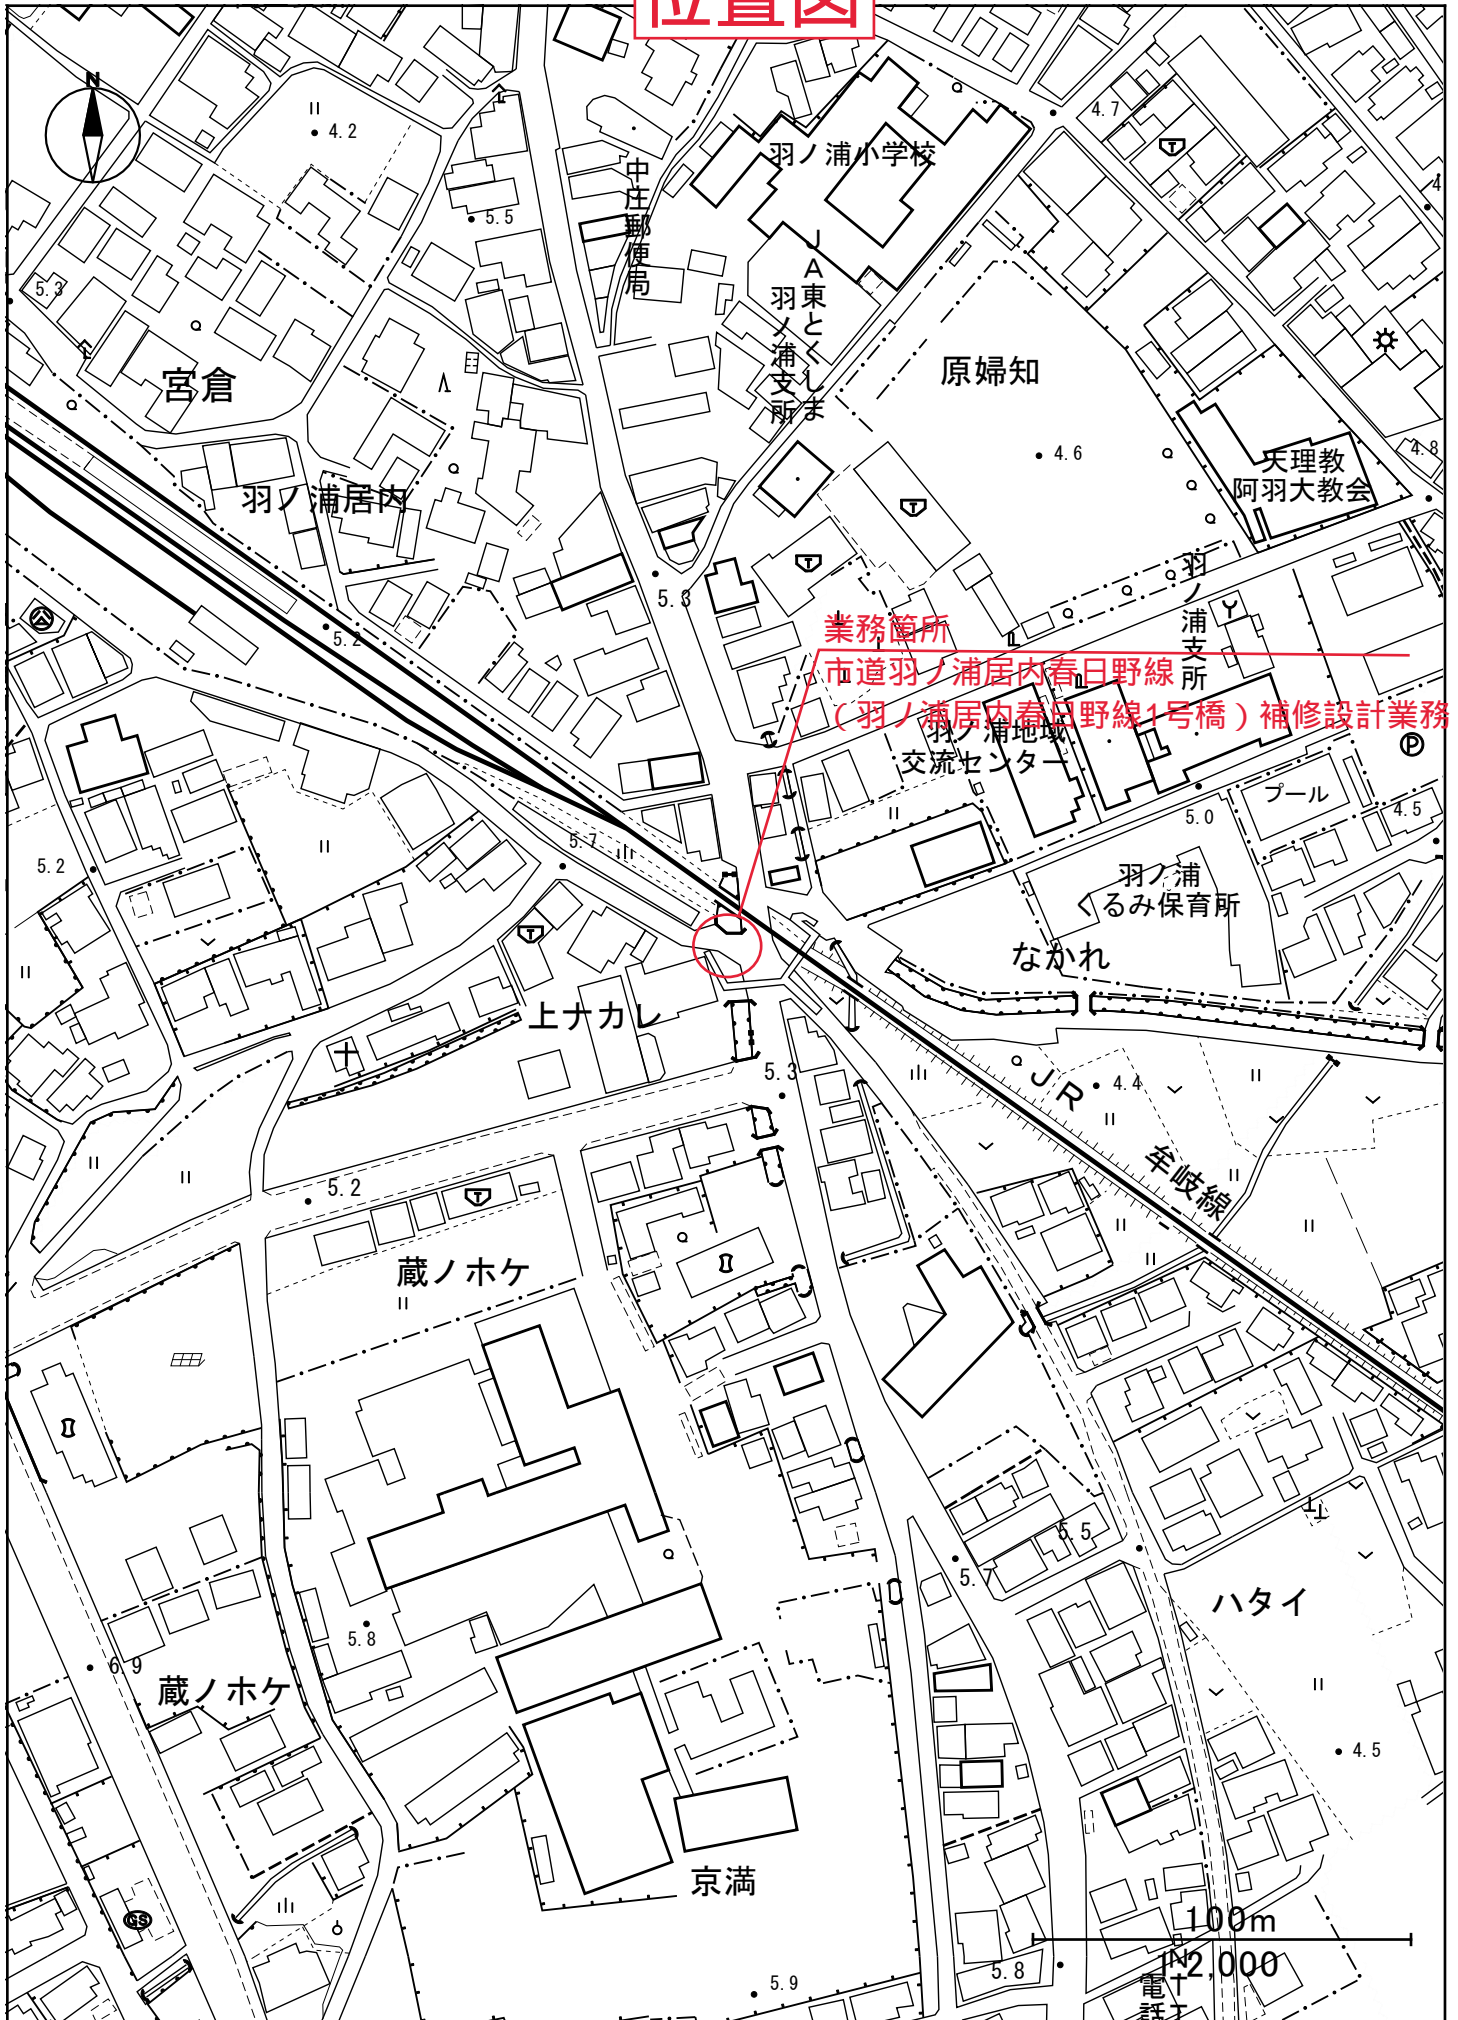 位置図
N
4.2
4.7
羽ノ浦小学校
中庄郵便局
5.5
JA東とくしま
羽ノ浦支所
5.3
宮倉
原婦知
4.6
4.8
天理教
阿羽大教会
羽ノ浦居内
5.3
5.2
羽ノ浦支所
業務箇所
市道羽ノ浦居内春日野線
(羽ノ浦居内春日野線1号橋)補修設計業務
羽ノ浦地域
交流センター
P
プール
5.0
4.5
5.7
5.2
羽ノ浦
くるみ保育所
なかれ
上ナカレ
5.3
JR
牟岐線
4.4
5.2
蔵ノホケ
5.5
5.7
ハタイ
5.8
6.9
蔵ノホケ
4.5
京満
GS
100m
5.8
5.9
電話